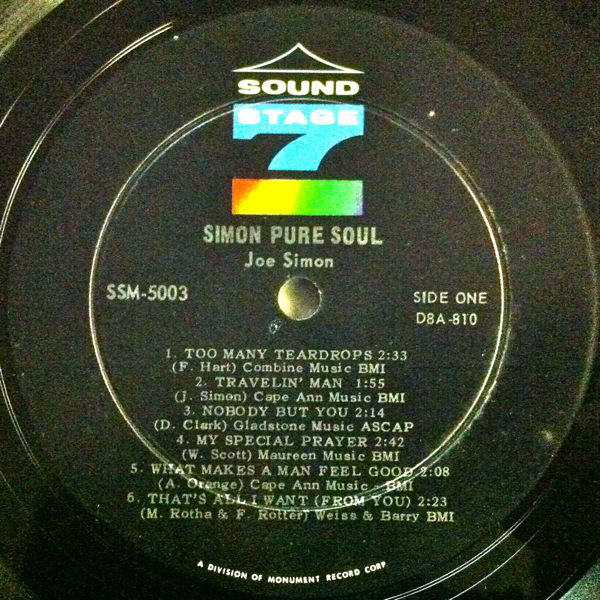 SOUND
STAGE
7
SIMON PURE SOUL
Joe Simon
SSM-5003
SIDE ONE
D8A-810
1. TOO MANY TEARDROPS 2:33
(F. Hart) Combine Music BMI
2. TRAVELIN' MAN 1:55
(J. Simon) Cape Ann Music BMI
3. NOBODY BUT YOU 2:14
(D. Clark) Gladstone Music ASCAP
4. MY SPECIAL PRAYER 2:42
(W. Scott) Maureen Music BMI
5. WHAT MAKES A MAN FEEL GOOD 2:08
(A. Orange) Cape Ann Music - BMI
6. THAT'S ALL I WANT (FROM YOU) 2:23
(M. Rotha & F. Rotter) Weiss & Barry BMI
A DIVISION OF MONUMENT RECORD CORP.